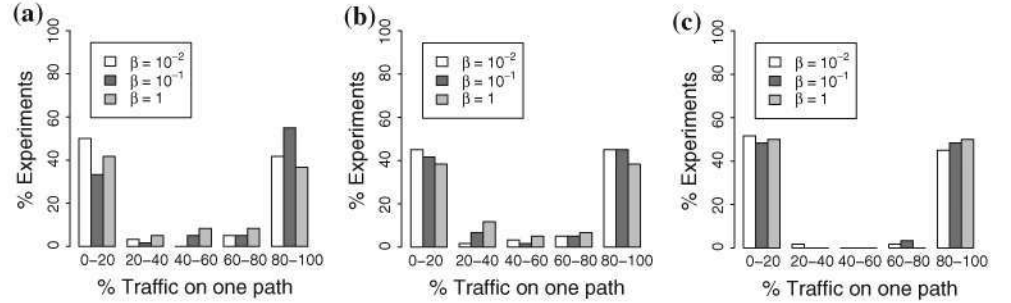 (a)
% Experiments
100
80
60
40
20
0
β = 10⁻²
β = 10⁻¹
β = 1
0–20 20–40 40–60 60–80 80–100
% Traffic on one path
(b)
% Experiments
100
80
60
40
20
0
β = 10⁻²
β = 10⁻¹
β = 1
0–20 20–40 40–60 60–80 80–100
% Traffic on one path
(c)
% Experiments
100
80
60
40
20
0
β = 10⁻²
β = 10⁻¹
β = 1
0–20 20–40 40–60 60–80 80–100
% Traffic on one path